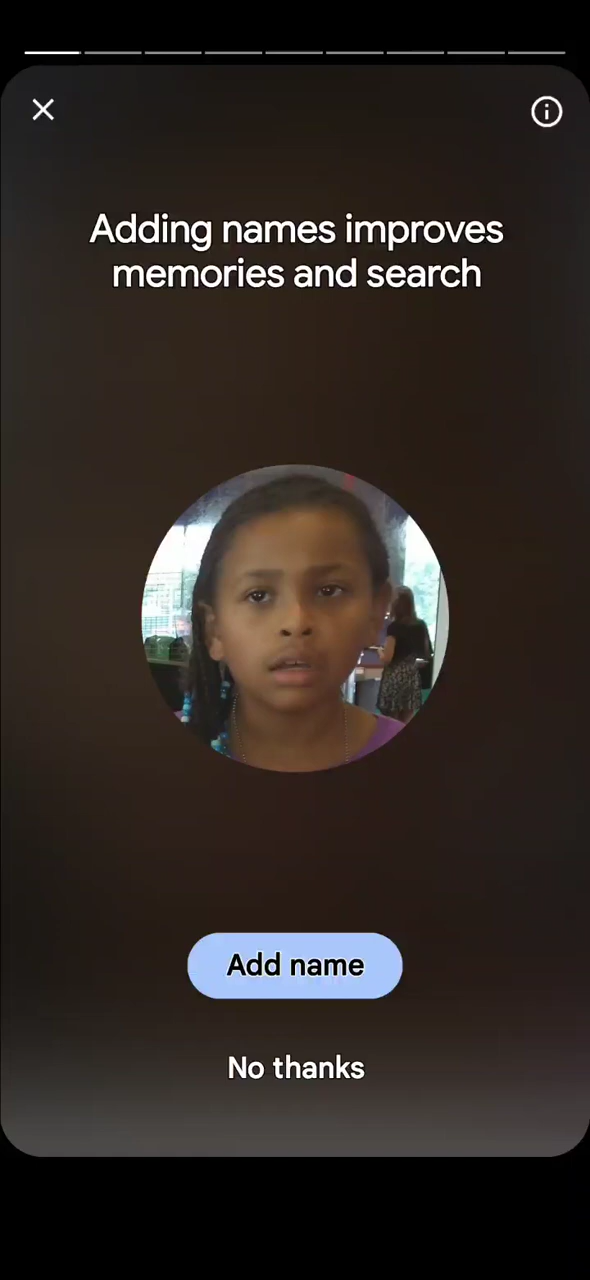 Adding names improves
memories and search
Add name
No thanks